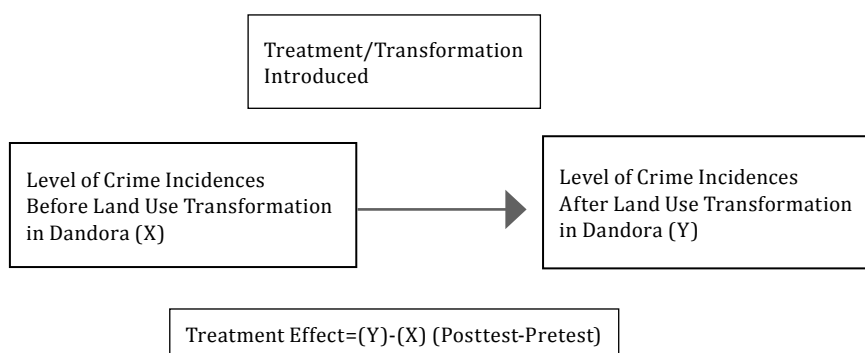 Treatment/Transformation
Introduced
Level of Crime Incidences
Before Land Use Transformation
in Dandora (X)
Level of Crime Incidences
After Land Use Transformation
in Dandora (Y)
Treatment Effect=(Y)-(X) (Posttest-Pretest)